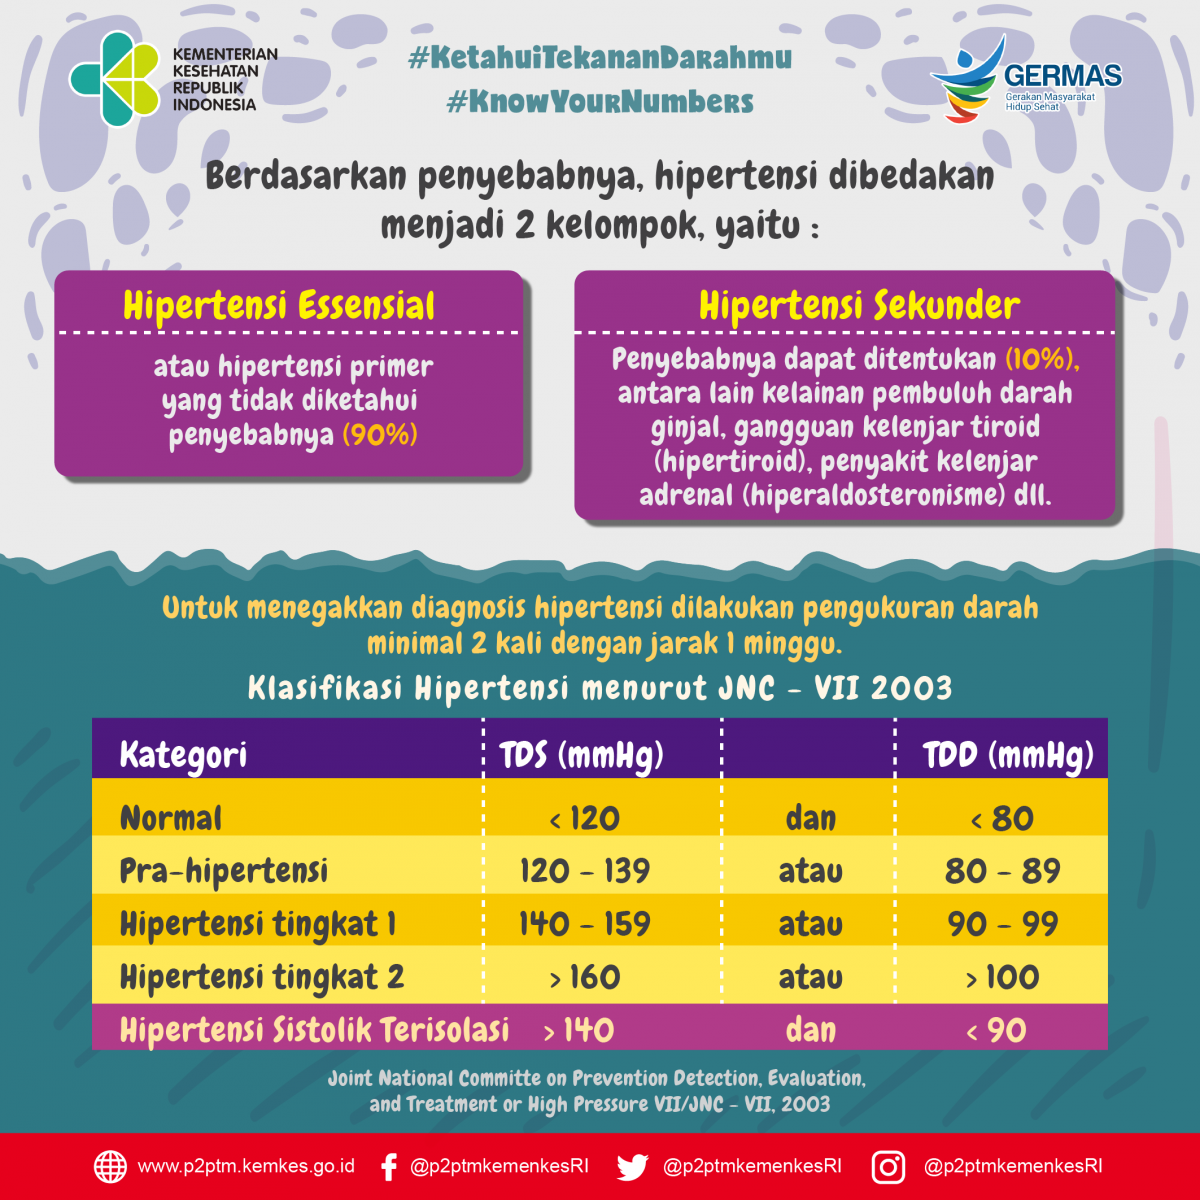 KEMENTERIAN
KESEHATAN
REPUBLIK
INDONESIA
#KetahuiTekananDarahmu
#KnowYourNumbers
GERMAS
Gerakan Masyarakat
Hidup Sehat
Berdasarkan penyebabnya, hipertensi dibedakan
menjadi 2 kelompok, yaitu :
Hipertensi Essensial
atau hipertensi primer
yang tidak diketahui
penyebabnya (90%)
Hipertensi Sekunder
Penyebabnya dapat ditentukan (10%),
antara lain kelainan pembuluh darah
ginjal, gangguan kelenjar tiroid
(hipertiroid), penyakit kelenjar
adrenal (hiperaldosteronisme) dll.
Untuk menegakkan diagnosis hipertensi dilakukan pengukuran darah
minimal 2 kali dengan jarak 1 minggu.
Klasifikasi Hipertensi menurut JNC - VII 2003
Kategori TDS (mmHg) TDD (mmHg)
Normal < 120 dan < 80
Pra-hipertensi 120 - 139 atau 80 - 89
Hipertensi tingkat 1 140 - 159 atau 90 - 99
Hipertensi tingkat 2 > 160 atau > 100
Hipertensi Sistolik Terisolasi > 140 dan < 90
Joint National Committe on Prevention Detection, Evaluation,
and Treatment or High Pressure VII/JNC - VII, 2003
www.p2ptm.kemkes.go.id @p2ptmkemenkesRI @p2ptmkemenkesRI @p2ptmkemenkesRI